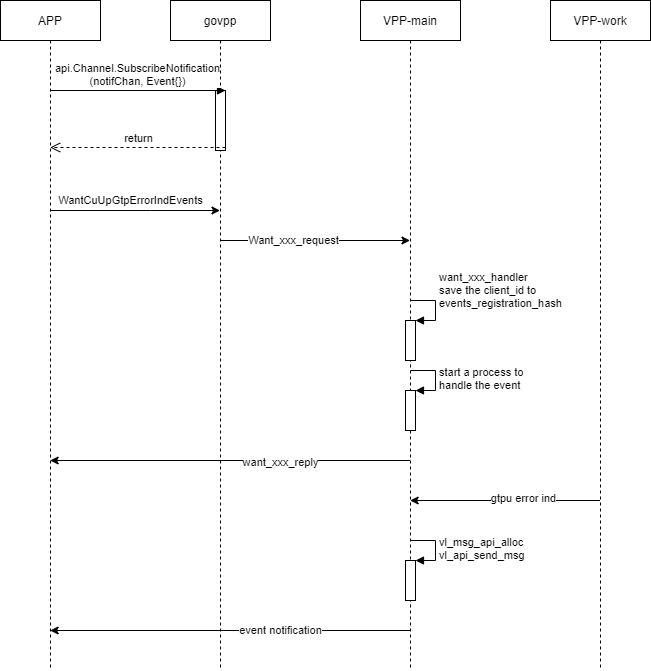 APP
govpp
VPP-main
VPP-work
api.Channel.SubscribeNotification
(notifChan, Event{})
return
WantCuUpGtpErrorIndEvents
Want_xxx_request
want_xxx_handler
save the client_id to
events_registration_hash
start a process to
handle the event
want_xxx_reply
gtpu error ind
vl_msg_api_alloc
vl_api_send_msg
event notification